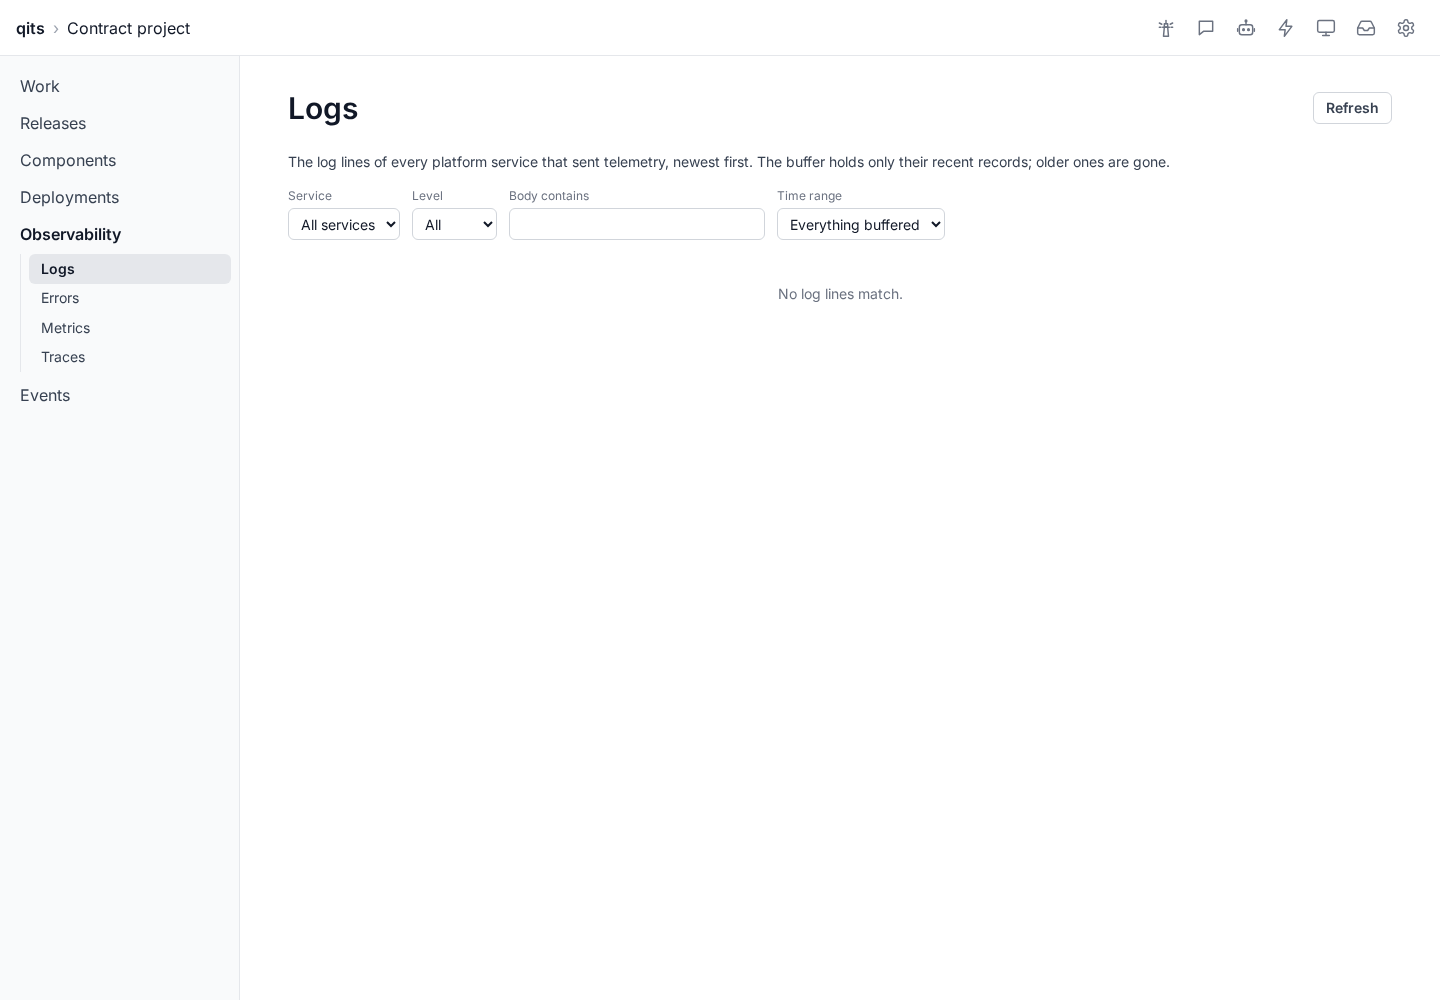 qits › Contract project
Work
Releases
Components
Deployments
Observability
Logs
Errors
Metrics
Traces
Events
Logs
Refresh
The log lines of every platform service that sent telemetry, newest first. The buffer holds only their recent records; older ones are gone.
Service Level Body contains Time range
All services All Everything buffered
No log lines match.